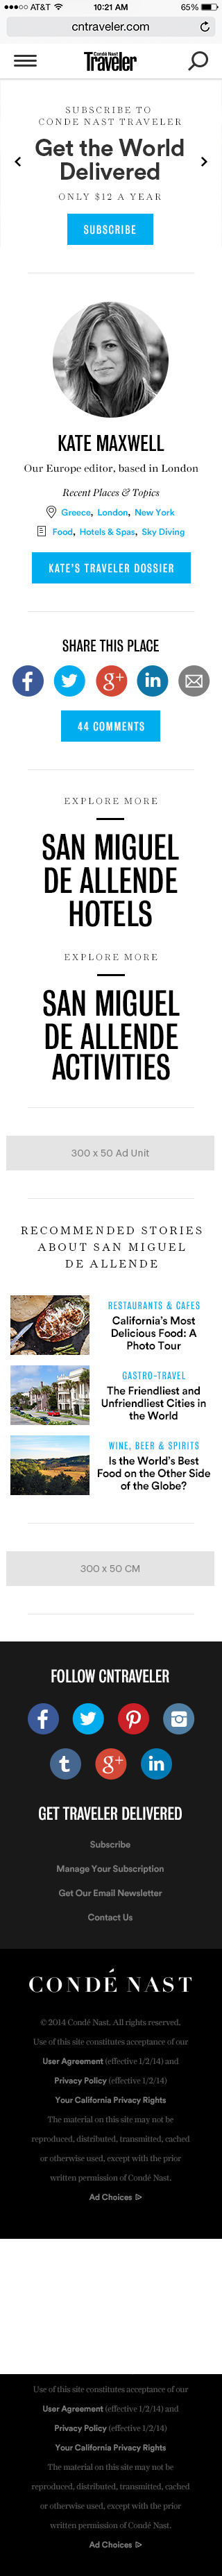 AT&T 10:21 AM 65%
cntraveler.com
Condé Nast
Traveler
SUBSCRIBE TO
CONDE NAST TRAVELER
Get the World
Delivered
ONLY $12 A YEAR
SUBSCRIBE
KATE MAXWELL
Our Europe editor, based in London
Recent Places & Topics
Greece, London, New York
Food, Hotels & Spas, Sky Diving
KATE'S TRAVELER DOSSIER
SHARE THIS PLACE
44 COMMENTS
EXPLORE MORE
SAN MIGUEL
DE ALLENDE
HOTELS
EXPLORE MORE
SAN MIGUEL
DE ALLENDE
ACTIVITIES
300 x 50 Ad Unit
RECOMMENDED STORIES
ABOUT SAN MIGUEL
DE ALLENDE
RESTAURANTS & CAFES
California's Most
Delicious Food: A
Photo Tour
GASTRO-TRAVEL
The Friendliest and
Unfriendliest Cities in
the World
WINE, BEER & SPIRITS
Is the World's Best
Food on the Other Side
of the Globe?
300 x 50 CM
FOLLOW CNTRAVELER
GET TRAVELER DELIVERED
Subscribe
Manage Your Subscription
Get Our Email Newsletter
Contact Us
CONDÉ NAST
© 2014 Condé Nast. All rights reserved.
Use of this site constitutes acceptance of our
User Agreement (effective 1/2/14) and
Privacy Policy (effective 1/2/14)
Your California Privacy Rights
The material on this site may not be
reproduced, distributed, transmitted, cached
or otherwise used, except with the prior
written permission of Condé Nast.
Ad Choices
Use of this site constitutes acceptance of our
User Agreement (effective 1/2/14) and
Privacy Policy (effective 1/2/14)
Your California Privacy Rights
The material on this site may not be
reproduced, distributed, transmitted, cached
or otherwise used, except with the prior
written permission of Condé Nast.
Ad Choices